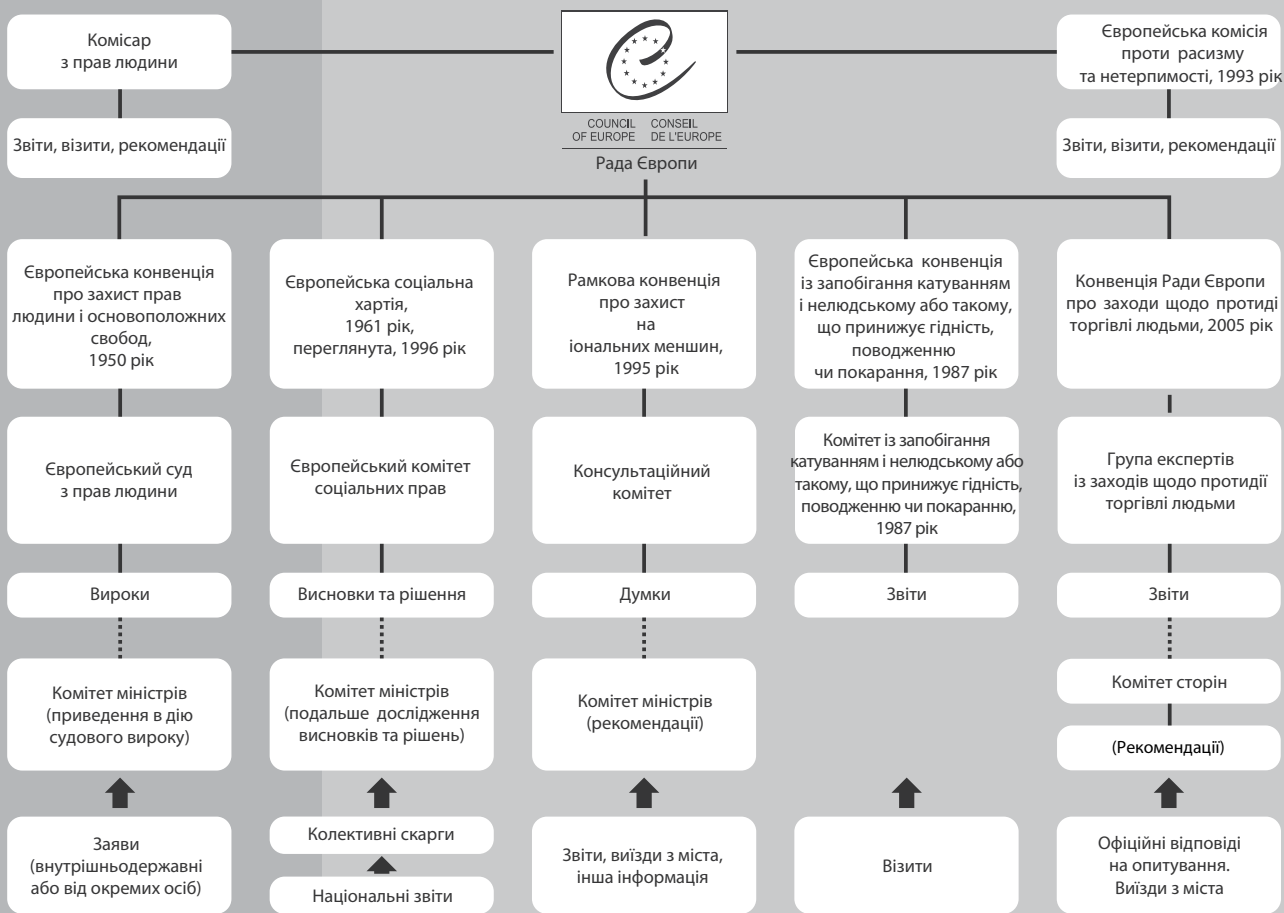 Комісар
з прав людини
COUNCIL CONSEIL
OF EUROPE DE L'EUROPE
Рада Європи
Європейська комісія
проти расизму
та нетерпимості, 1993 рік
Звіти, візити, рекомендації
Звіти, візити, рекомендації
Європейська конвенція
про захист прав
людини і основоположних
свобод,
1950 рік
Європейська соціальна
хартія,
1961 рік,
переглянута, 1996 рік
Рамкова конвенція
про захист
на
іональних меншин,
1995 рік
Європейська конвенція
із запобігання катуванням
і нелюдському або такому,
що принижує гідність,
поводженню
чи покарання, 1987 рік
Конвенція Ради Європи
про заходи щодо протиді
торгівлі людьми, 2005 рік
Європейський суд
з прав людини
Європейський комітет
соціальних прав
Консультаційний
комітет
Комітет із запобігання
катуванням і нелюдському або
такому, що принижує гідність,
поводженню чи покаранню,
1987 рік
Група експертів
із заходів щодо протидії
торгівлі людьми
Вироки
Висновки та рішення
Думки
Звіти
Звіти
Комітет міністрів
(приведення в дію
судового вироку)
Комітет міністрів
(подальше дослідження
висновків та рішень)
Комітет міністрів
(рекомендації)
Комітет сторін
(Рекомендації)
Заяви
(внутрішньодержавні
або від окремих осіб)
Колективні скарги
Національні звіти
Звіти, виїзди з міста,
інша інформація
Візити
Офіційні відповіді
на опитування.
Виїзди з міста